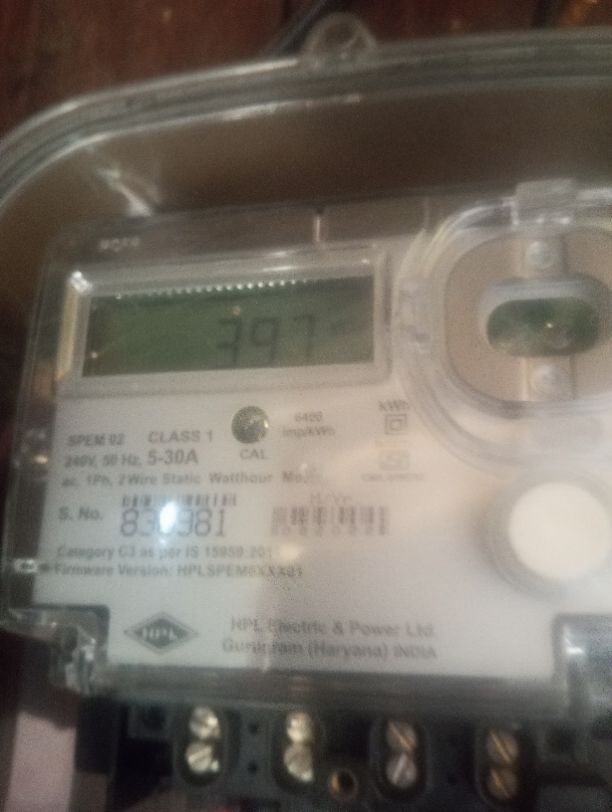 397
SPEM 02 CLASS 1
6400
imp/kWh
kWh
CAL
240V, 50 Hz, 5-30A
ac, 1Ph, 2Wire Static Watthour
S. No.
Category C3 as per IS 15959:201
Firmware Version:
HPL
HPL Electric & Power Ltd.
Gurugram (Haryana) INDIA